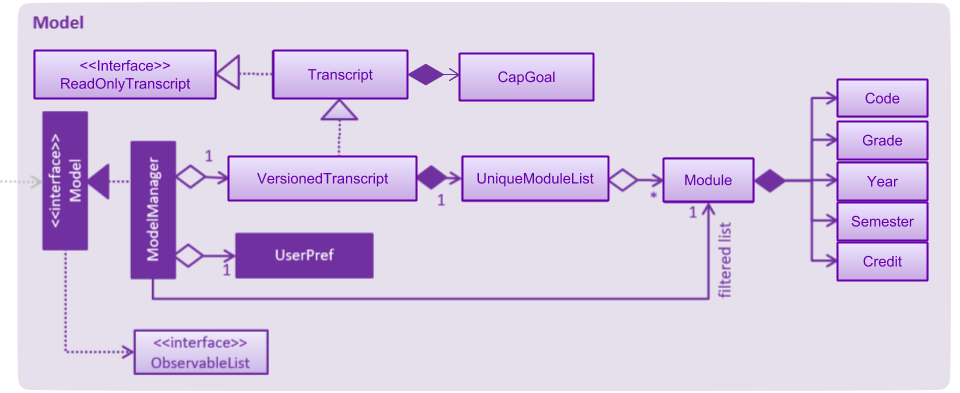 Model
<<Interface>>
ReadOnlyTranscript
Transcript
CapGoal
Code
Grade
Year
Semester
Credit
<<interface>>
Model
ModelManager
1
VersionedTranscript
1
UniqueModuleList
*
Module
1
filtered list
1
UserPref
<<interface>>
ObservableList